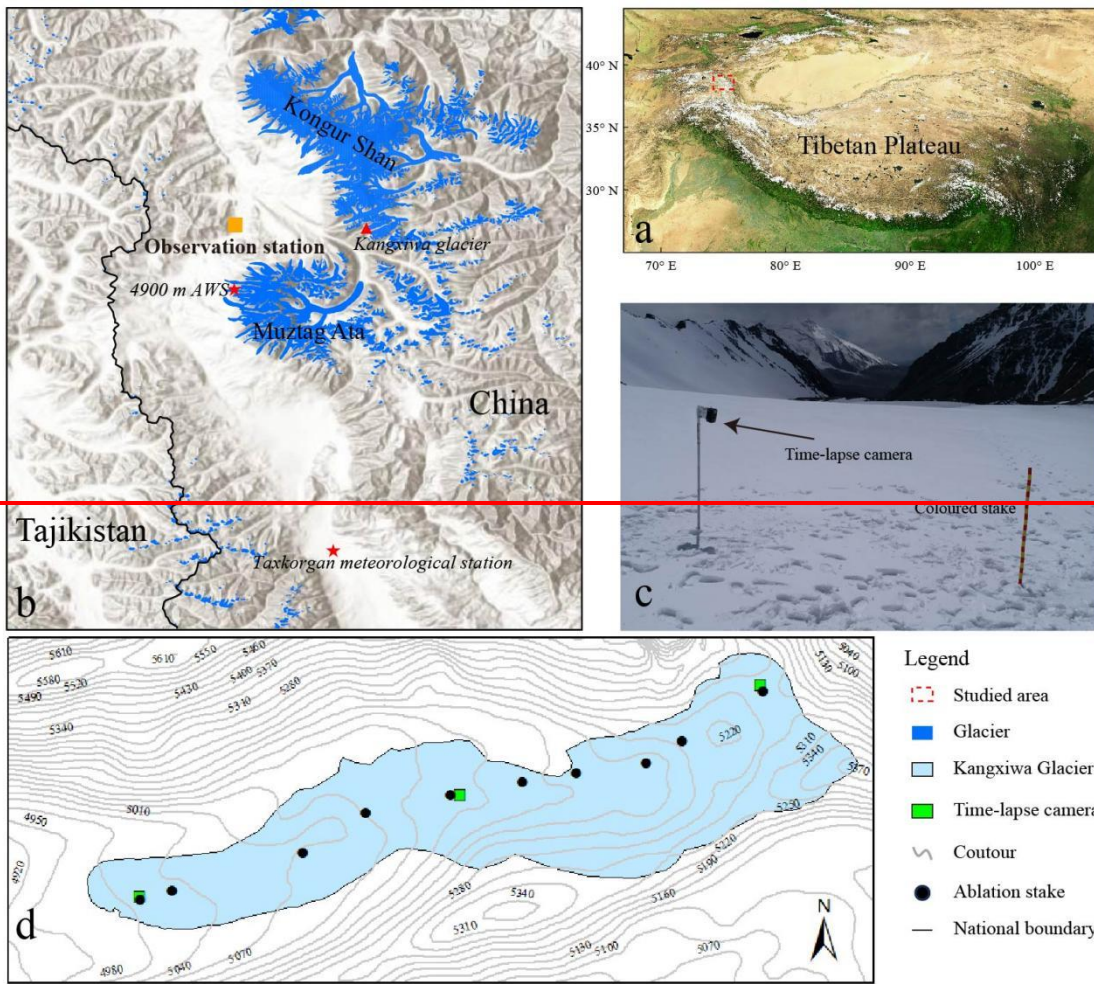 Kongur Shan
Observation station
Kangxiwa glacier
4900 m AWS
Muztag Ata
China
Tajikistan
Taxkorgan meteorological station
b
40° N
35° N
30° N
Tibetan Plateau
a
70° E
80° E
90° E
100° E
Time-lapse camera
Coloured stake
c
5610
5490
5580
5520
5340
5610
5550
5460
5400
5370
5430
5340
5280
5010
4950
4920
4980
5040
5070
5280
5310
5340
5130
5100
5070
5160
5190
5220
5250
5220
5310
5340
5370
5040
5130
5100
N
d
Legend
Studied area
Glacier
Kangxiwa Glacier
Time-lapse camera
Coutour
Ablation stake
National boundary